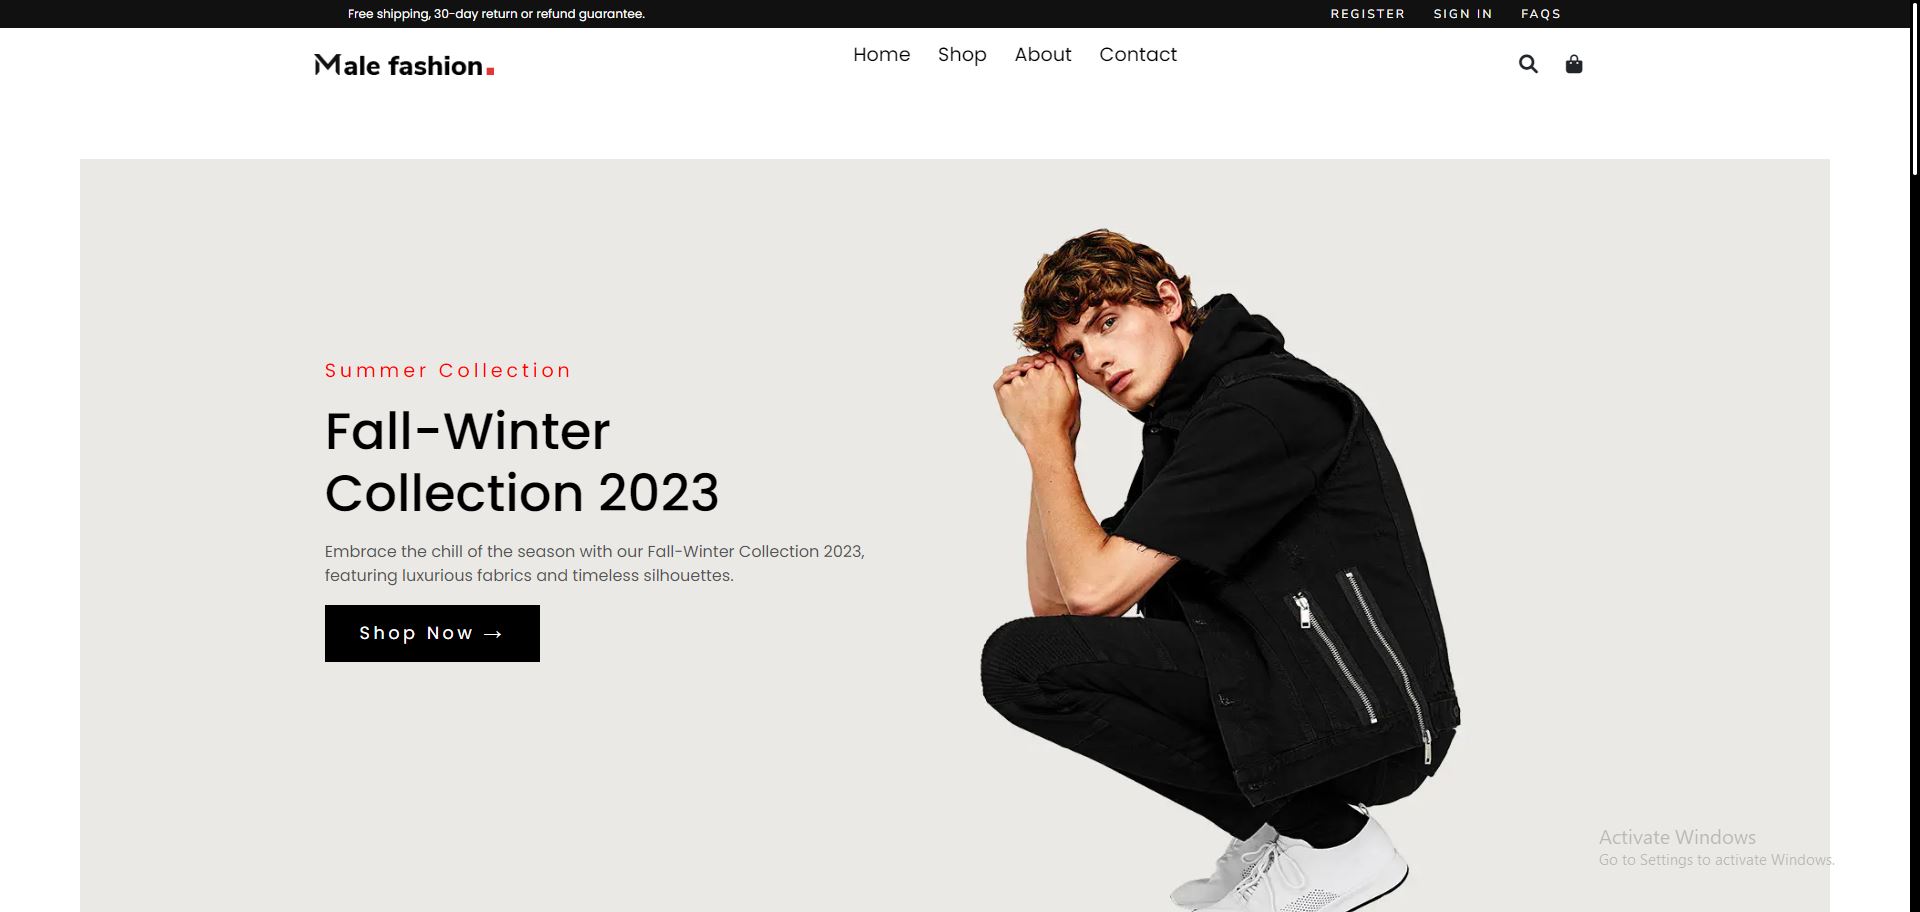 Free shipping, 30-day return or refund guarantee.
REGISTER SIGN IN FAQS
Male fashion.
Home Shop About Contact
Summer Collection
Fall-Winter
Collection 2023
Embrace the chill of the season with our Fall-Winter Collection 2023,
featuring luxurious fabrics and timeless silhouettes.
Shop Now →
Activate Windows
Go to Settings to activate Windows.